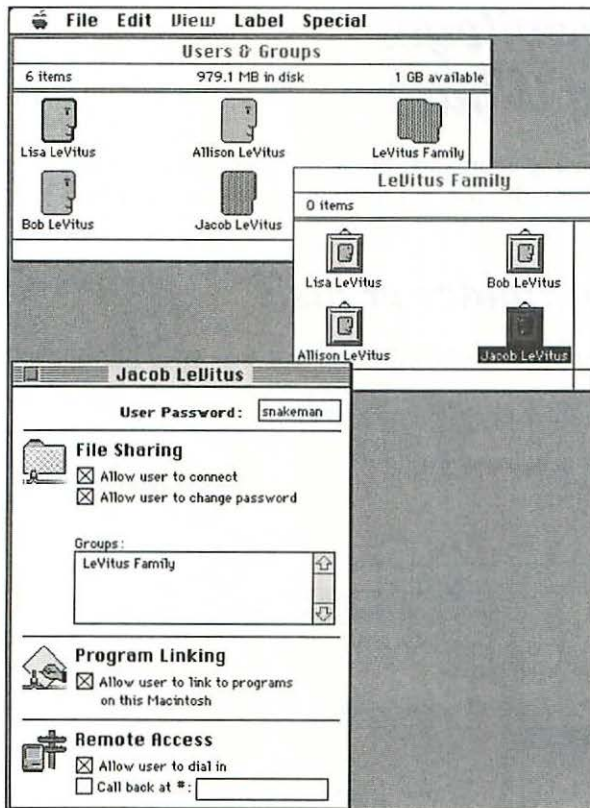 File Edit View Label Special
Users & Groups
6 items 979.1 MB in disk 1 GB available
Lisa LeVitus Allison LeVitus LeVitus Family
Bob LeVitus Jacob LeVitus
LeVitus Family
0 items
Lisa LeVitus Bob LeVitus
Allison LeVitus Jacob LeVitus
Jacob LeVitus
User Password: snakeman
File Sharing
Allow user to connect
Allow user to change password
Groups:
LeVitus Family
Program Linking
Allow user to link to programs
on this Macintosh
Remote Access
Allow user to dial in
Call back at #: